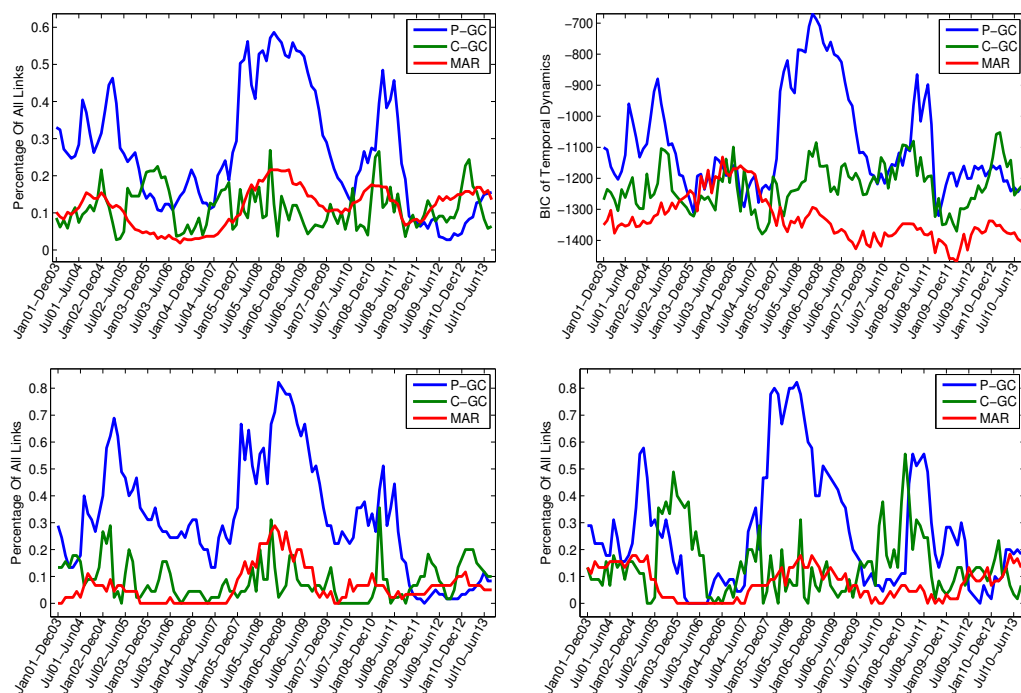 Percentage Of All Links
0.6
0.5
0.4
0.3
0.2
0.1
0
P−GC
C−GC
MAR
Jan01−Dec03
Jul01−Jun04
Jan02−Dec04
Jul02−Jun05
Jan03−Dec05
Jul03−Jun06
Jan04−Dec06
Jul04−Jun07
Jan05−Dec07
Jul05−Jun08
Jan06−Dec08
Jul06−Jun09
Jan07−Dec09
Jul07−Jun10
Jan08−Dec10
Jul08−Jun11
Jan09−Dec11
Jul09−Jun12
Jan10−Dec12
Jul10−Jun13
BIC of Temporal Dynamics
−700
−800
−900
−1000
−1100
−1200
−1300
−1400
P−GC
C−GC
MAR
Jan01−Dec03
Jul01−Jun04
Jan02−Dec04
Jul02−Jun05
Jan03−Dec05
Jul03−Jun06
Jan04−Dec06
Jul04−Jun07
Jan05−Dec07
Jul05−Jun08
Jan06−Dec08
Jul06−Jun09
Jan07−Dec09
Jul07−Jun10
Jan08−Dec10
Jul08−Jun11
Jan09−Dec11
Jul09−Jun12
Jan10−Dec12
Jul10−Jun13
Percentage Of All Links
0.8
0.7
0.6
0.5
0.4
0.3
0.2
0.1
0
P−GC
C−GC
MAR
Jan01−Dec03
Jul01−Jun04
Jan02−Dec04
Jul02−Jun05
Jan03−Dec05
Jul03−Jun06
Jan04−Dec06
Jul04−Jun07
Jan05−Dec07
Jul05−Jun08
Jan06−Dec08
Jul06−Jun09
Jan07−Dec09
Jul07−Jun10
Jan08−Dec10
Jul08−Jun11
Jan09−Dec11
Jul09−Jun12
Jan10−Dec12
Jul10−Jun13
Percentage Of All Links
0.8
0.7
0.6
0.5
0.4
0.3
0.2
0.1
0
P−GC
C−GC
MAR
Jan01−Dec03
Jul01−Jun04
Jan02−Dec04
Jul02−Jun05
Jan03−Dec05
Jul03−Jun06
Jan04−Dec06
Jul04−Jun07
Jan05−Dec07
Jul05−Jun08
Jan06−Dec08
Jul06−Jun09
Jan07−Dec09
Jul07−Jun10
Jan08−Dec10
Jul08−Jun11
Jan09−Dec11
Jul09−Jun12
Jan10−Dec12
Jul10−Jun13